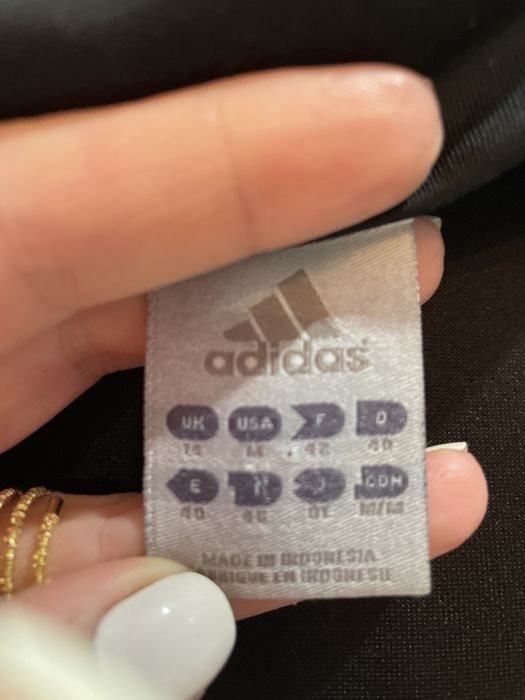 adidas
UK USA F D
14 M 42 40
E I J CDN
40 46 OT M/M
MADE IN INDONESIA
FABRIQUE EN INDONESIE